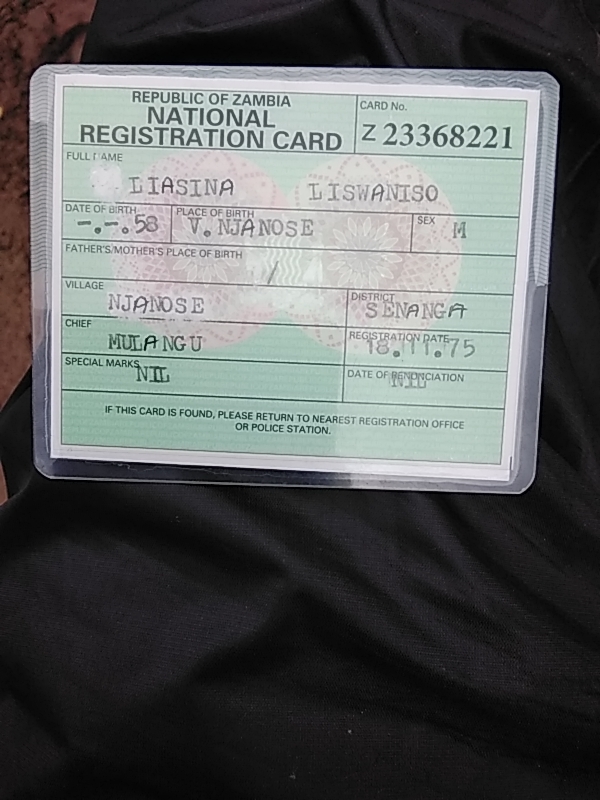 REPUBLIC OF ZAMBIA
NATIONAL
REGISTRATION CARD
CARD No.
Z 23368221
FULL NAME
LIASINA LISWANISO
DATE OF BIRTH
-.-.58
PLACE OF BIRTH
V. NJANOSE
SEX
M
FATHER'S/MOTHER'S PLACE OF BIRTH
/
VILLAGE
NJANOSE
DISTRICT
SENANGA
CHIEF
MULANGU
REGISTRATION DATE
18.11.75
SPECIAL MARKS
NIL
DATE OF RENONCIATION
NIL
IF THIS CARD IS FOUND, PLEASE RETURN TO NEAREST REGISTRATION OFFICE
OR POLICE STATION.